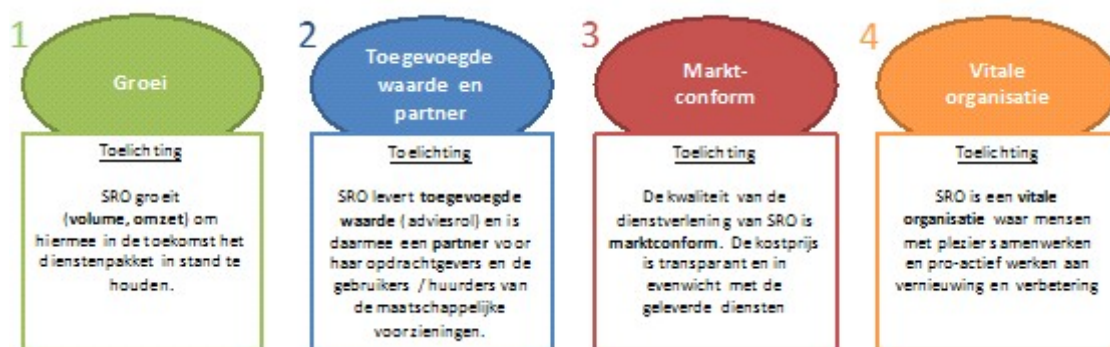 1
Groei
Toelichting
SRO groeit
(volume, omzet) om
hiermee in de toekomst het
dienstenpakket in stand te
houden.
2
Toegevoegde
waarde en
partner
Toelichting
SRO levert toegevoegde
waarde (adviesrol) en is
daarmee een partner voor
haar opdrachtgevers en de
gebruikers / huurders van
de maatschappelijke
voorzieningen.
3
Markt-
conform
Toelichting
De kwaliteit van de
dienstverlening van SRO is
marktconform. De kostprijs
is transparant en in
evenwicht met de
geleverde diensten
4
Vitale
organisatie
Toelichting
SRO is een vitale
organisatie waar mensen
met plezier samenwerken
en pro-actief werken aan
vernieuwing en verbetering